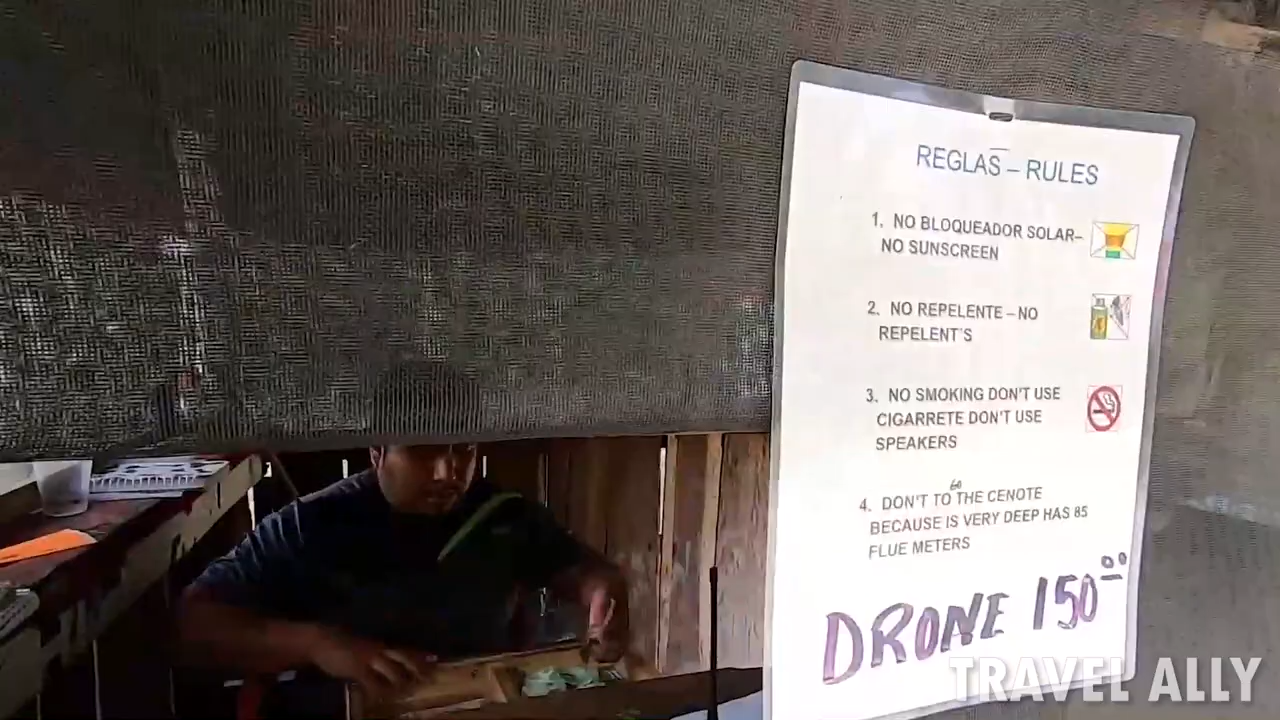 REGLAS – RULES
1. NO BLOQUEADOR SOLAR–
NO SUNSCREEN
2. NO REPELENTE – NO
REPELENT'S
3. NO SMOKING DON'T USE
CIGARRETE DON'T USE
SPEAKERS
go
4. DON'T TO THE CENOTE
BECAUSE IS VERY DEEP HAS 85
FLUE METERS
DRONE 15000
TRAVEL ALLY